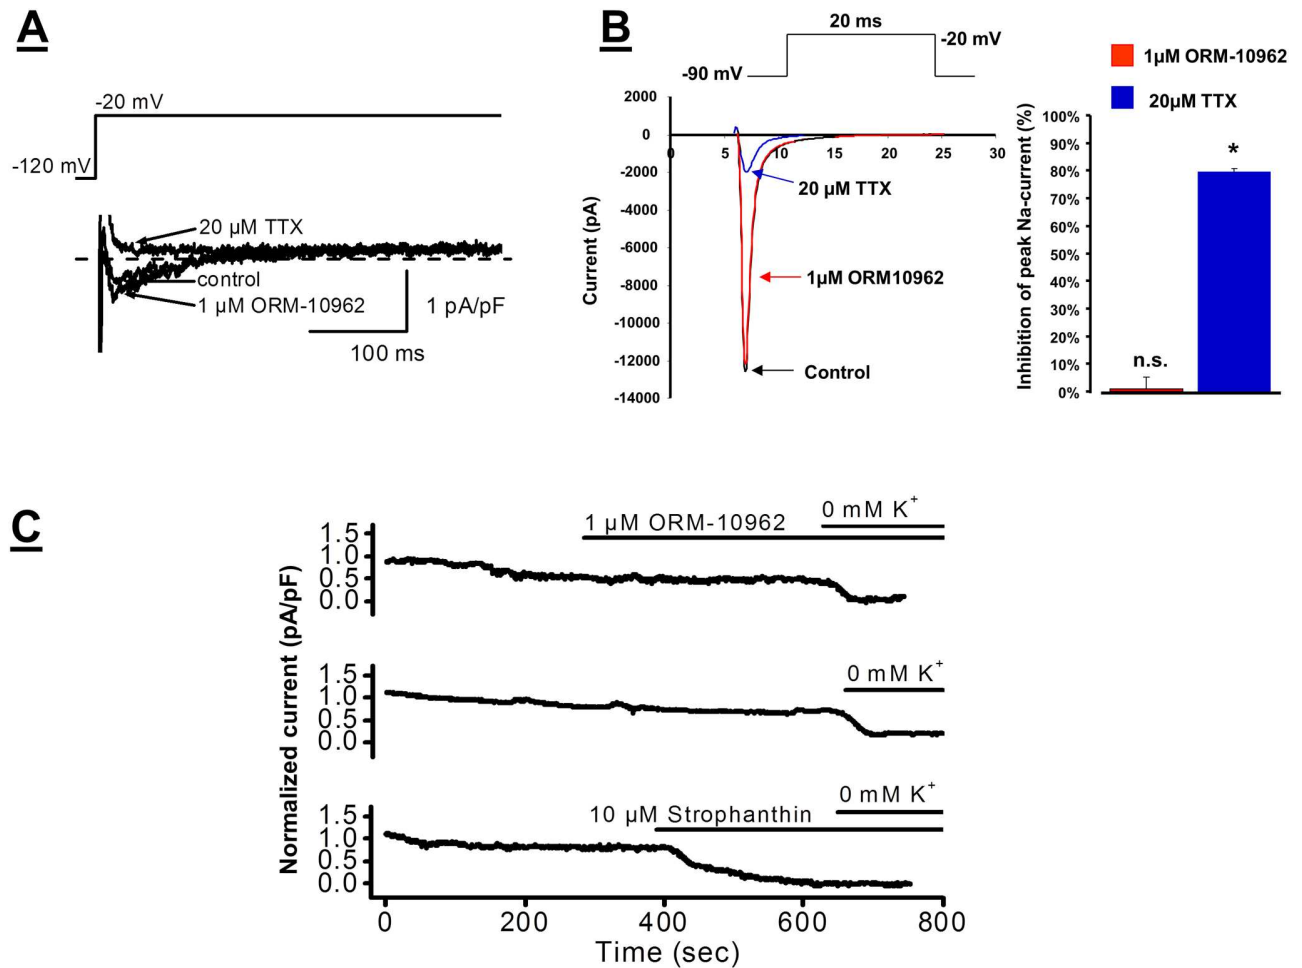 A
-20 mV
-120 mV
20 µM TTX
control
1 µM ORM-10962
1 pA/pF
100 ms
B
20 ms
-20 mV
-90 mV
2000
0
-2000
-4000
-6000
-8000
-10000
-12000
-14000
0 5 10 15 20 25 30
Current (pA)
20 µM TTX
1µM ORM10962
Control
1µM ORM-10962
20µM TTX
Inhibition of peak Na-current (%)
100%
90%
80%
70%
60%
50%
40%
30%
20%
10%
0%
n.s.
*
C
Normalized current (pA/pF)
1 µM ORM-10962
0 mM K+
1.5
1.0
0.5
0.0
0 mM K+
1.5
1.0
0.5
0.0
10 µM Strophanthin
0 mM K+
1.5
1.0
0.5
0.0
0 200 400 600 800
Time (sec)